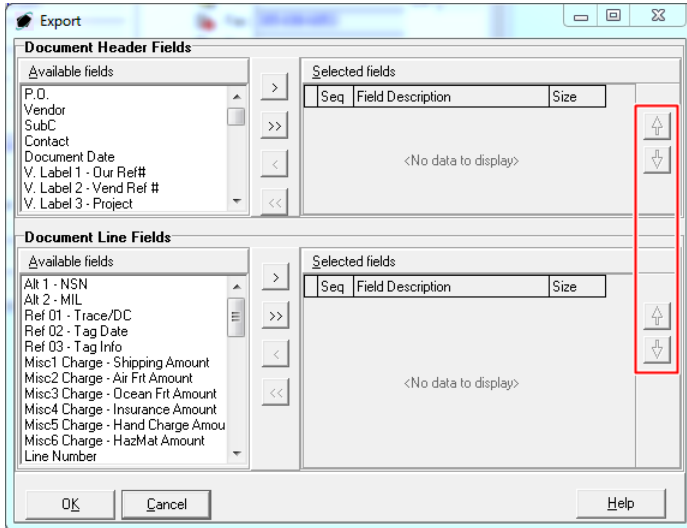 Export
Document Header Fields
Available fields
P.O.
Vendor
SubC
Contact
Document Date
V. Label 1 - Our Ref#
V. Label 2 - Vend Ref #
V. Label 3 - Project
>
>>
<
<<
Selected fields
Seq Field Description Size
<No data to display>
Document Line Fields
Available fields
Alt 1 - NSN
Alt 2 - MIL
Ref 01 - Trace/DC
Ref 02 - Tag Date
Ref 03 - Tag Info
Misc1 Charge - Shipping Amount
Misc2 Charge - Air Frt Amount
Misc3 Charge - Ocean Frt Amount
Misc4 Charge - Insurance Amount
Misc5 Charge - Hand Charge Amou
Misc6 Charge - HazMat Amount
Line Number
>
>>
<
<<
Selected fields
Seq Field Description Size
<No data to display>
OK Cancel Help